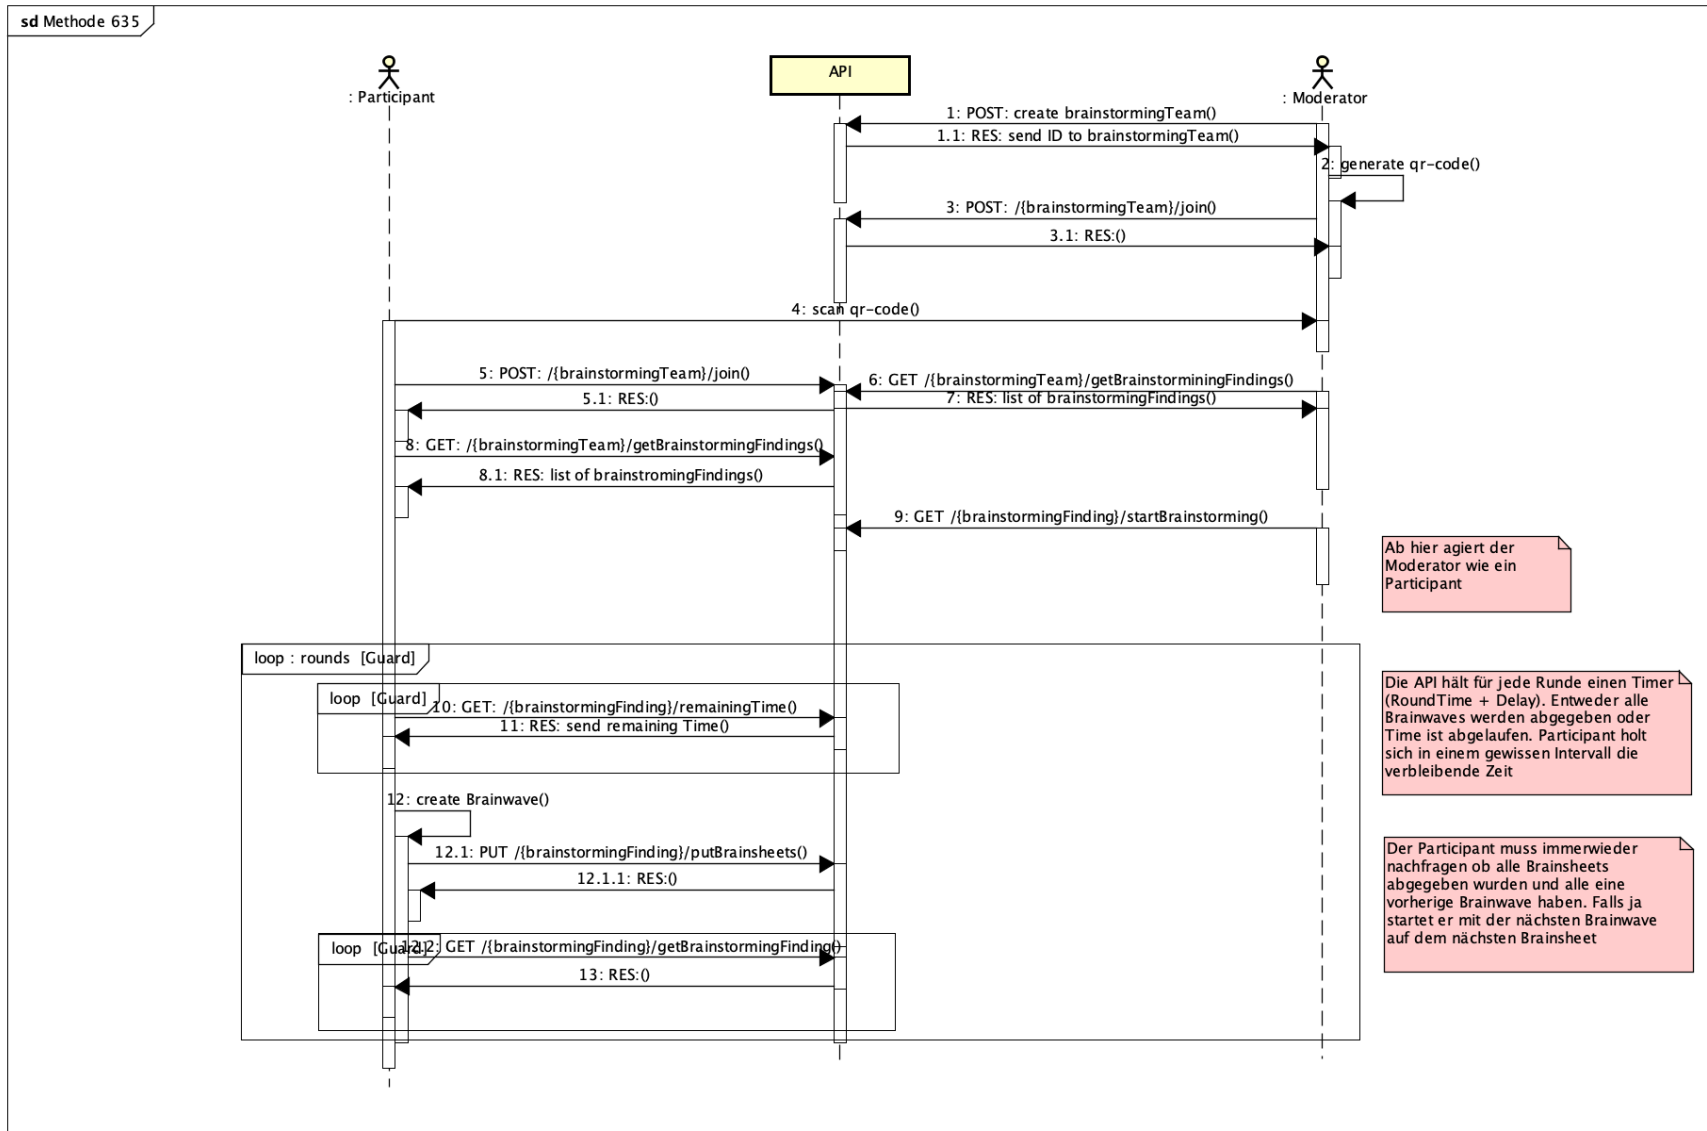 sd Methode 635
: Participant
API
: Moderator
1: POST: create brainstormingTeam()
1.1: RES: send ID to brainstormingTeam()
2: generate qr-code()
3: POST: /{brainstormingTeam}/join()
3.1: RES:()
4: scan qr-code()
5: POST: /{brainstormingTeam}/join()
6: GET /{brainstormingTeam}/getBrainstorminingFindings()
5.1: RES:()
7: RES: list of brainstormingFindings()
8: GET: /{brainstormingTeam}/getBrainstormingFindings()
8.1: RES: list of brainstromingFindings()
9: GET /{brainstormingFinding}/startBrainstorming()
Ab hier agiert der
Moderator wie ein
Participant
loop : rounds [Guard]
loop [Guard]
10: GET: /{brainstormingFinding}/remainingTime()
11: RES: send remaining Time()
Die API hält für jede Runde einen Timer
(RoundTime + Delay). Entweder alle
Brainwaves werden abgegeben oder
Time ist abgelaufen. Participant holt
sich in einem gewissen Intervall die
verbleibende Zeit
12: create Brainwave()
12.1: PUT /{brainstormingFinding}/putBrainsheets()
12.1.1: RES:()
Der Participant muss immerwieder
nachfragen ob alle Brainsheets
abgegeben wurden und alle eine
vorherige Brainwave haben. Falls ja
startet er mit der nächsten Brainwave
auf dem nächsten Brainsheet
loop [Guard]
12.2: GET /{brainstormingFinding}/getBrainstormingFinding()
13: RES:()